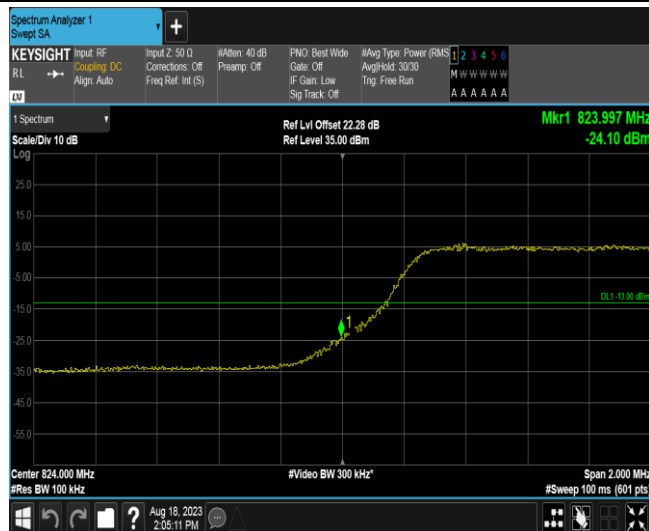 Spectrum Analyzer 1
Swept SA
+
KEYSIGHT
RL
LXI
Input: RF
Coupling: DC
Align: Auto
Input Z: 50 Ω
Corrections: Off
Freq Ref: Int (S)
#Atten: 40 dB
Preamp: Off
PNO: Best Wide
Gate: Off
IF Gain: Low
Sig Track: Off
#Avg Type: Power (RMS
Avg|Hold: 30/30
Trig: Free Run
1 2 3 4 5 6
M W W W W W
A A A A A A
1 Spectrum
Scale/Div 10 dB
Ref Lvl Offset 22.28 dB
Ref Level 35.00 dBm
Mkr1 823.997 MHz
-24.10 dBm
Log
25.0
15.0
5.00
-5.00
-15.0
-25.0
-35.0
-45.0
-55.0
DL1 -13.00 dBm
1
Center 824.000 MHz
#Res BW 100 kHz
#Video BW 300 kHz*
Span 2.000 MHz
#Sweep 100 ms (601 pts)
?
Aug 18, 2023
2:05:11 PM